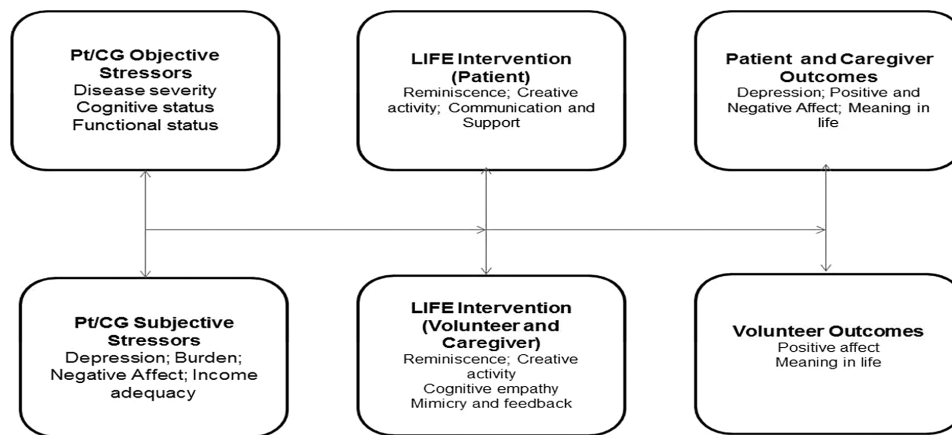 Pt/CG Objective
Stressors
Disease severity
Cognitive status
Functional status
LIFE Intervention
(Patient)
Reminiscence; Creative
activity; Communication and
Support
Patient and Caregiver
Outcomes
Depression; Positive and
Negative Affect; Meaning in
life
Pt/CG Subjective
Stressors
Depression; Burden;
Negative Affect; Income
adequacy
LIFE Intervention
(Volunteer and
Caregiver)
Reminiscence; Creative
activity
Cognitive empathy
Mimicry and feedback
Volunteer Outcomes
Positive affect
Meaning in life